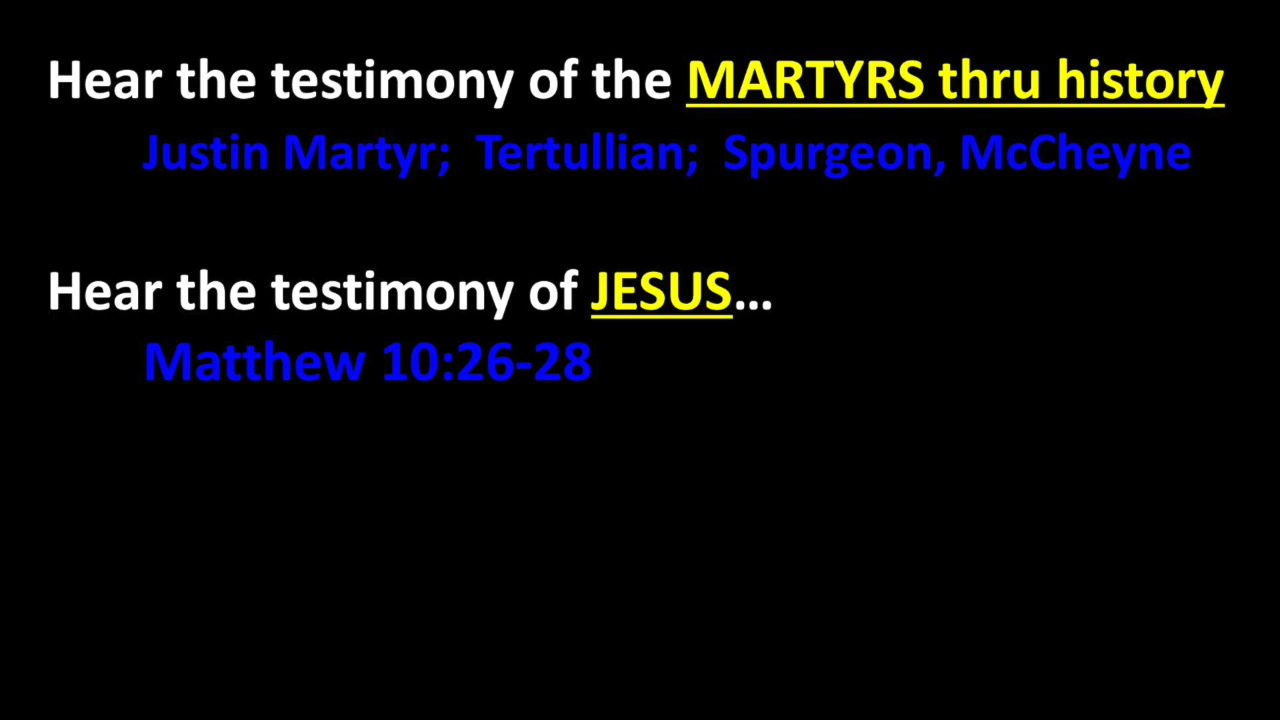 Hear the testimony of the MARTYRS thru history
Justin Martyr;  Tertullian;  Spurgeon, McCheyne
Hear the testimony of JESUS…
Matthew 10:26-28